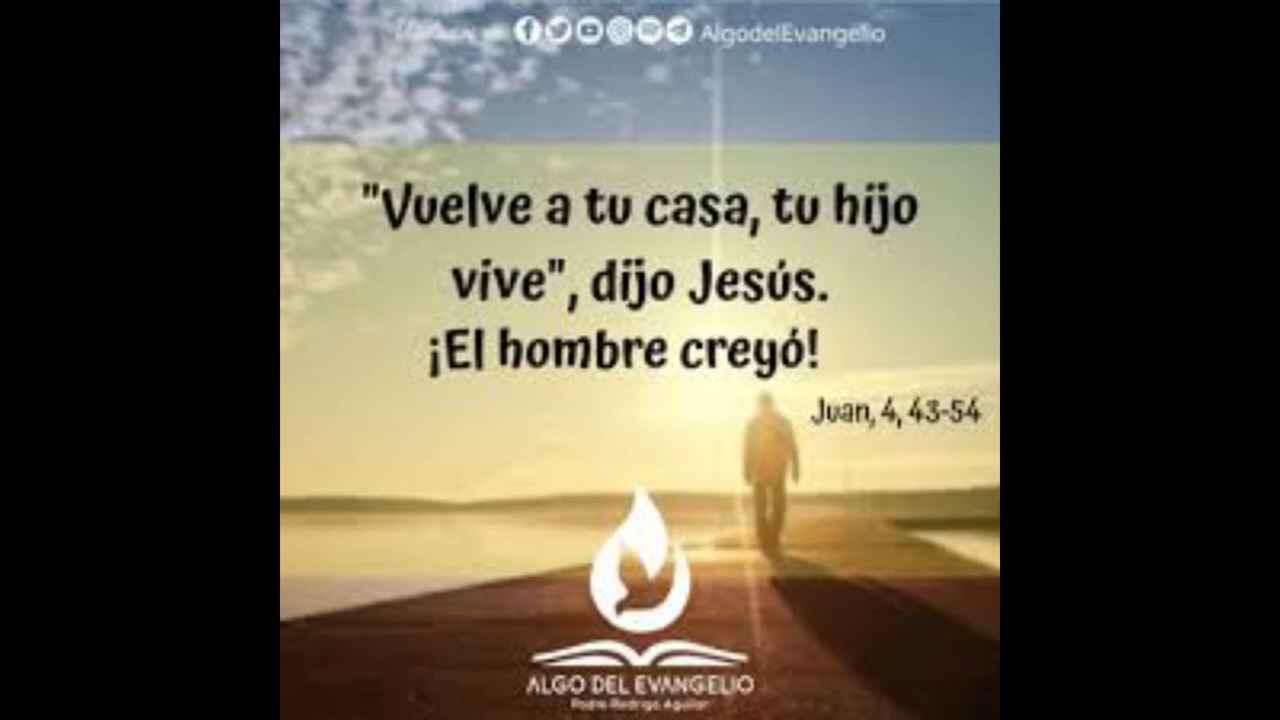 AlgodelEvangelio
"Vuelve a tu casa, tu hijo
vive", dijo Jesús.
¡El hombre creyó!
Juan, 4, 43-54
ALGO DEL EVANGELIO
Padre Rodrigo Aguilar